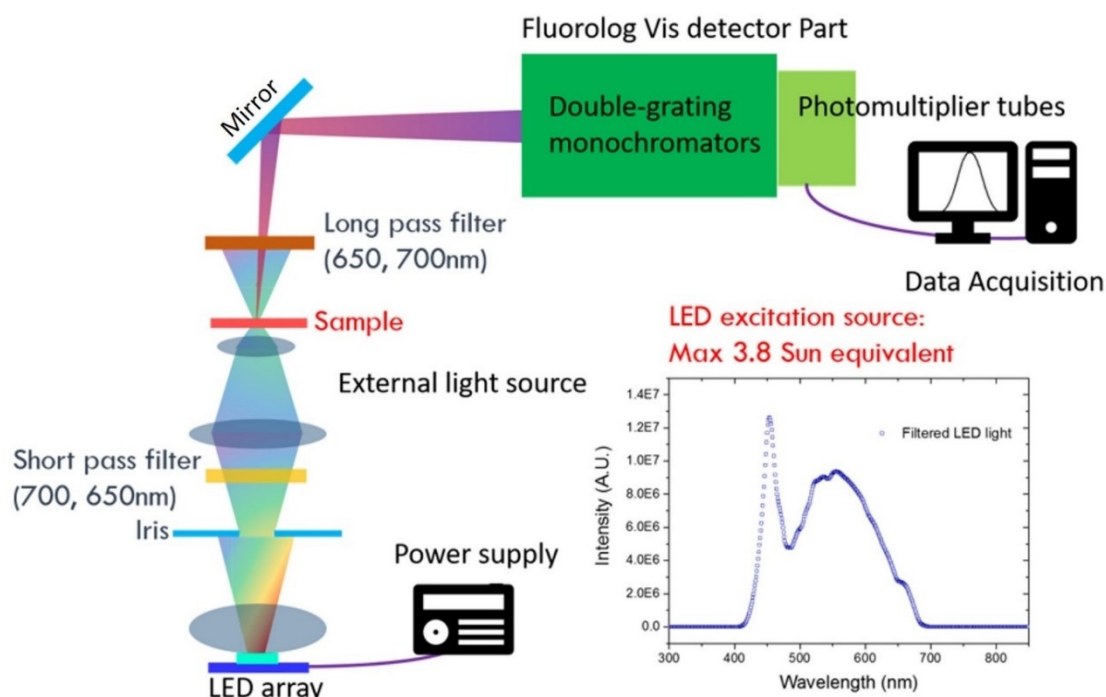 Fluorolog Vis detector Part
Mirror
Double-grating
monochromators
Photomultiplier tubes
Long pass filter
(650, 700nm)
Data Acquisition
Sample
LED excitation source:
Max 3.8 Sun equivalent
External light source
Short pass filter
(700, 650nm)
Iris
Power supply
LED array
1.4E7
1.2E7
1.0E7
8.0E6
6.0E6
4.0E6
2.0E6
0.0
Intensity (A.U.)
Filtered LED light
300 400 500 600 700 800
Wavelength (nm)